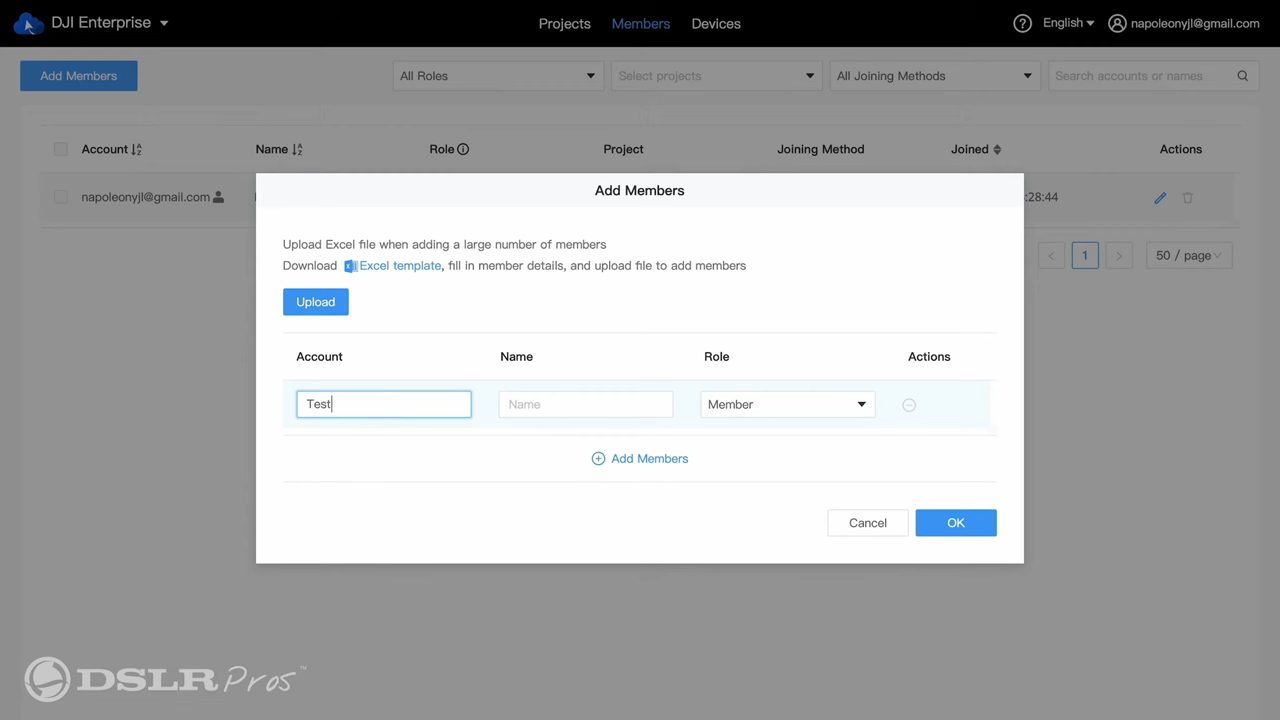 DJI Enterprise Projects Members Devices English napoleonyjl@gmail.com
Add Members All Roles Select projects All Joining Methods Search accounts or names
Account Name Role Project Joining Method Joined Actions
napoleonyjl@gmail.com :28:44
Add Members
Upload Excel file when adding a large number of members
Download Excel template, fill in member details, and upload file to add members
1 50 / page
Upload
Account Name Role Actions
Test Name Member
Add Members
Cancel OK
DSLR Pros™